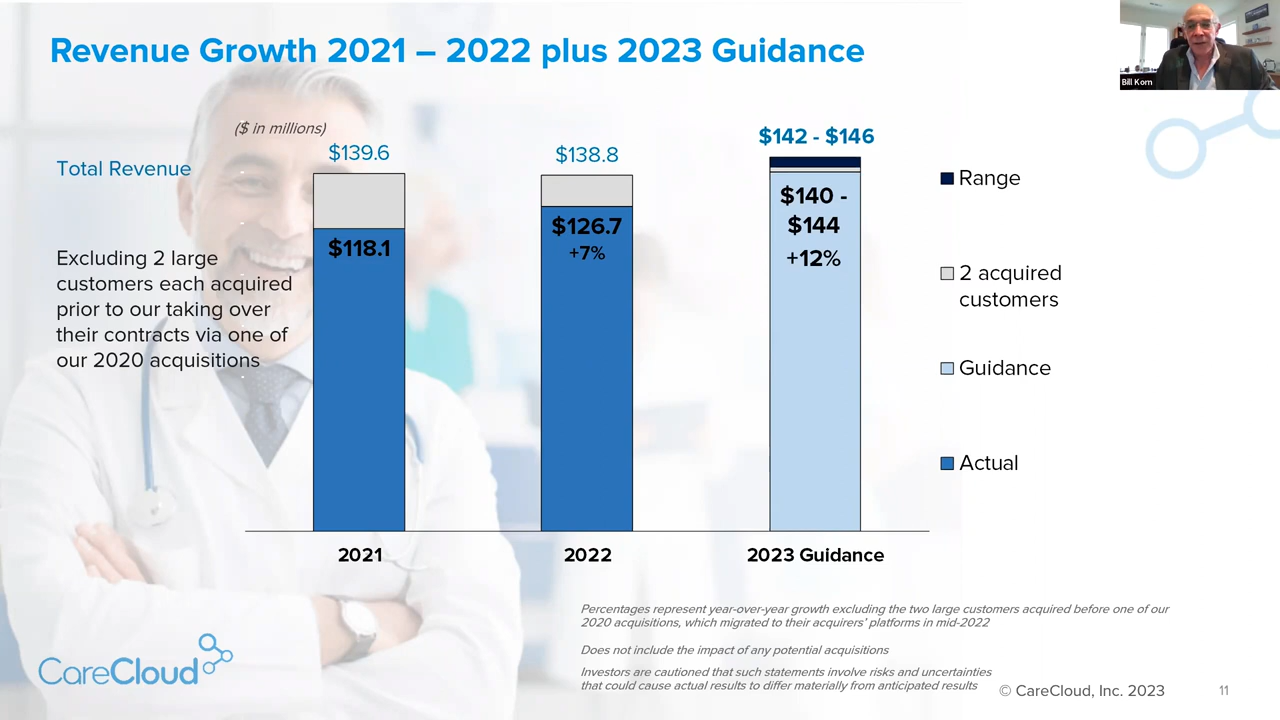 Revenue Growth 2021 – 2022 plus 2023 Guidance
Bill Korn
($ in millions)
Total Revenue
$139.6
$138.8
$142 - $146
Excluding 2 large
customers each acquired
prior to our taking over
their contracts via one of
our 2020 acquisitions
$118.1
$126.7
+7%
$140 -
$144
+12%
Range
2 acquired
customers
Guidance
Actual
2021
2022
2023 Guidance
Percentages represent year-over-year growth excluding the two large customers acquired before one of our
2020 acquisitions, which migrated to their acquirers’ platforms in mid-2022
Does not include the impact of any potential acquisitions
Investors are cautioned that such statements involve risks and uncertainties
that could cause actual results to differ materially from anticipated results
CareCloud
© CareCloud, Inc. 2023
11